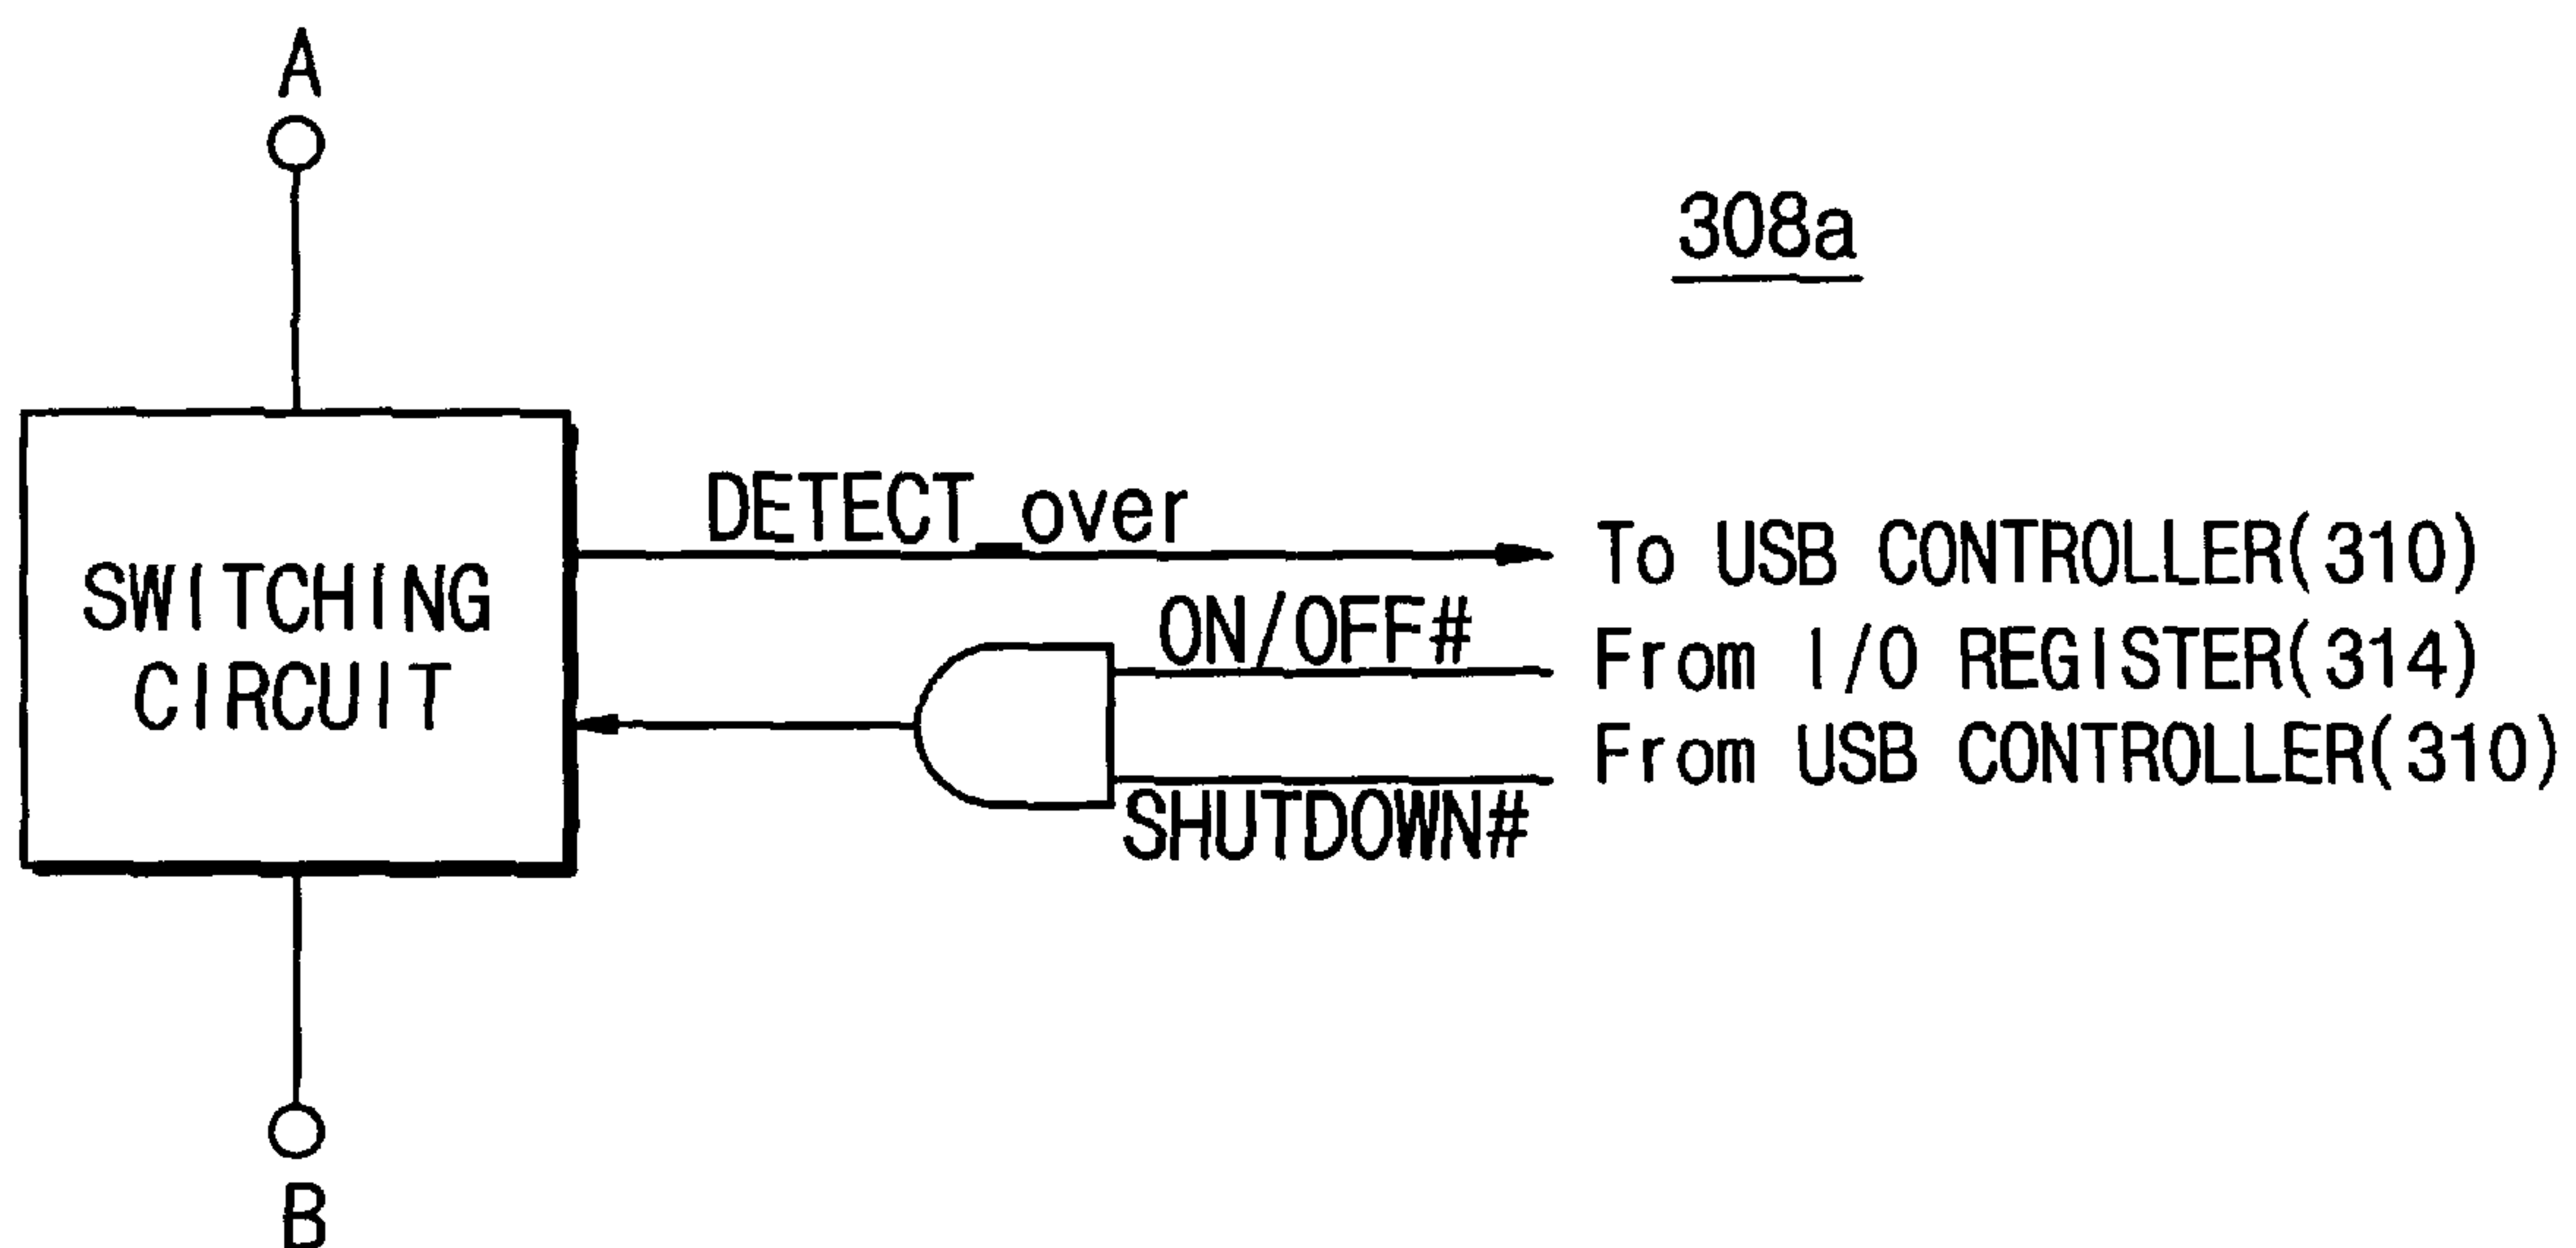 A
308a
DETECT_over
To USB CONTROLLER(310)
SWITCHING
CIRCUIT
ON/OFF#
From I/O REGISTER(314)
From USB CONTROLLER(310)
SHUTDOWN#
B